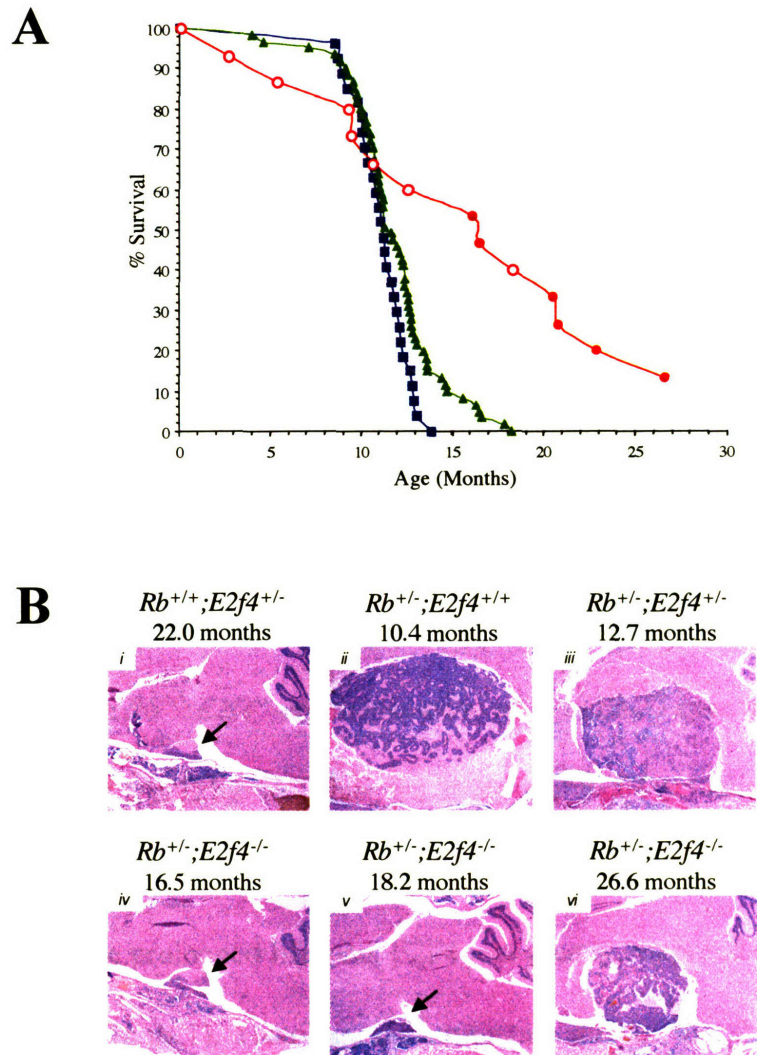 A
100
90
80
70
60
50
40
30
20
10
0
% Survival
0 5 10 15 20 25 30
Age (Months)
B
Rb+/+;E2f4+/- Rb+/-;E2f4+/+ Rb+/-;E2f4+/-
22.0 months 10.4 months 12.7 months
i ii iii
Rb+/-;E2f4-/- Rb+/-;E2f4-/- Rb+/-;E2f4-/-
16.5 months 18.2 months 26.6 months
iv v vi